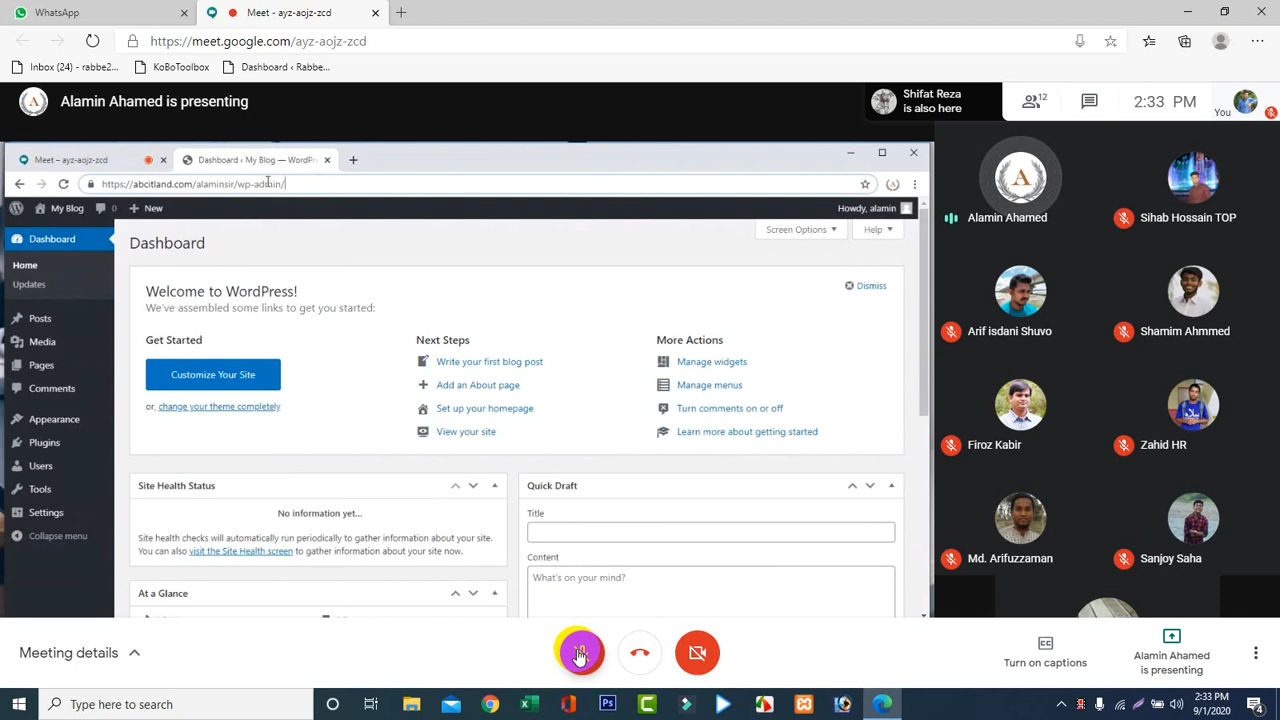 WhatsApp
Meet - ayz-aojz-zcd
https://meet.google.com/ayz-aojz-zcd
Inbox (24) - rabbe2...
KoBoToolbox
Dashboard ‹ Rabbe...
Alamin Ahamed is presenting
Shifat Reza
is also here
12
2:33 PM
You
Meet – ayz-aojz-zcd
Dashboard ‹ My Blog — WordPr
https://abcitland.com/alaminsir/wp-admin/
My Blog
0
New
Howdy, alamin
Dashboard
Home
Updates
Posts
Media
Pages
Comments
Appearance
Plugins
Users
Tools
Settings
Collapse menu
Dashboard
Screen Options
Help
Welcome to WordPress!
We've assembled some links to get you started:
Dismiss
Get Started
Customize Your Site
or, change your theme completely
Next Steps
Write your first blog post
Add an About page
Set up your homepage
View your site
More Actions
Manage widgets
Manage menus
Turn comments on or off
Learn more about getting started
Site Health Status
No information yet...
Site health checks will automatically run periodically to gather information about your site.
You can also visit the Site Health screen to gather information about your site now.
At a Glance
Quick Draft
Title
Content
What's on your mind?
Alamin Ahamed
Sihab Hossain TOP
Arif isdani Shuvo
Shamim Ahmmed
Firoz Kabir
Zahid HR
Md. Arifuzzaman
Sanjoy Saha
Meeting details
Turn on captions
Alamin Ahamed
is presenting
Type here to search
2:33 PM
9/1/2020
4